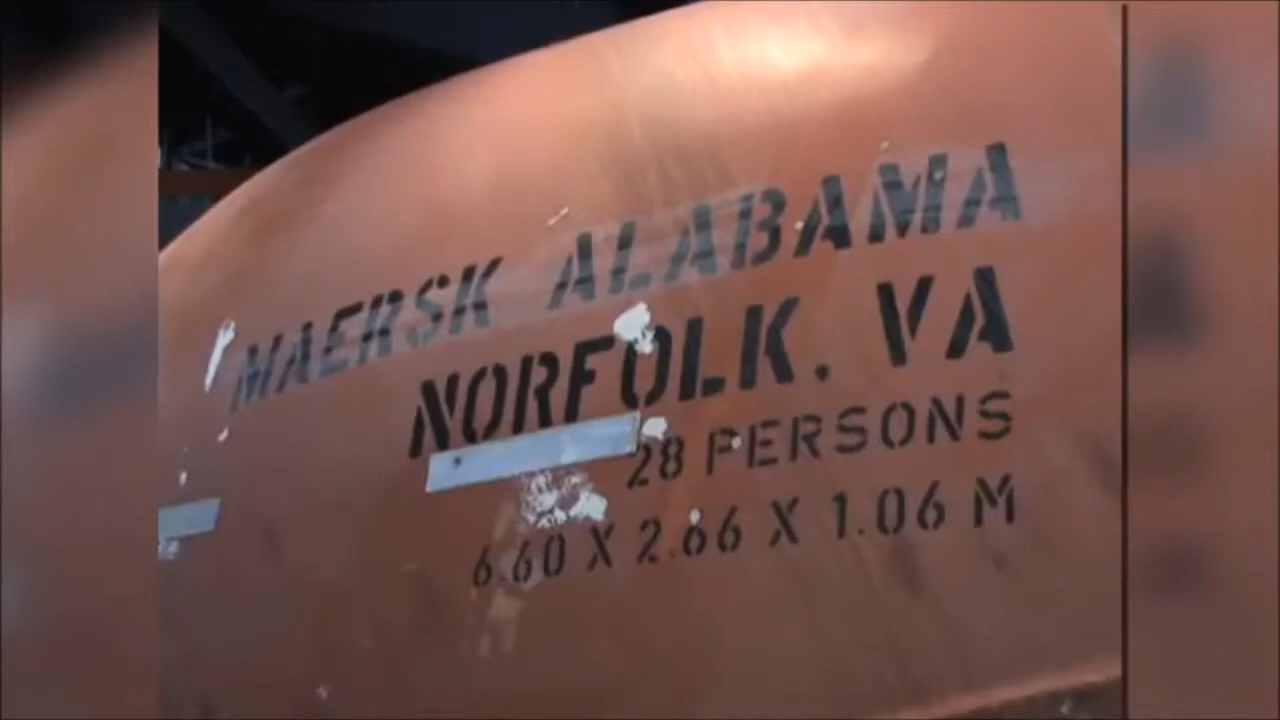 MAERSK ALABAMA
NORFOLK. VA
28 PERSONS
6.60 X 2.66 X 1.06 M